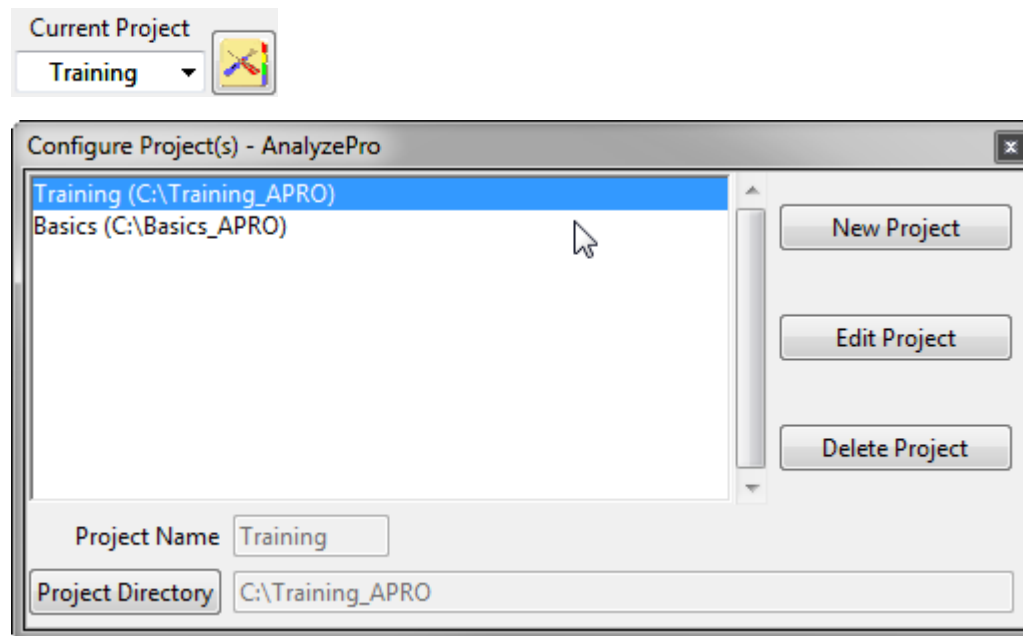 Current Project
Training
Configure Project(s) - AnalyzePro
Training (C:\Training_APRO)
Basics (C:\Basics_APRO)
New Project
Edit Project
Delete Project
Project Name Training
Project Directory C:\Training_APRO